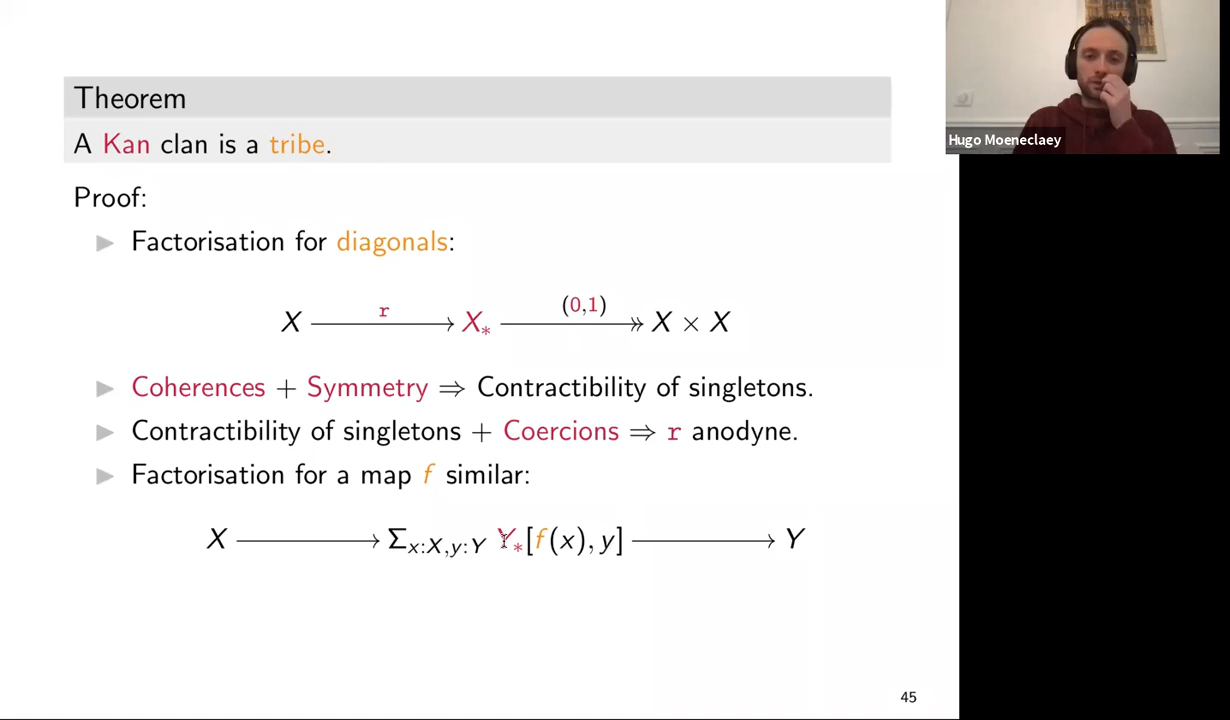 Theorem
A Kan clan is a tribe.
Proof:
▶ Factorisation for diagonals:
X —r→ X∗ —(0,1)↠ X × X
▶ Coherences + Symmetry ⇒ Contractibility of singletons.
▶ Contractibility of singletons + Coercions ⇒ r anodyne.
▶ Factorisation for a map f similar:
X ⟶ Σx:X,y:Y Y∗[f(x), y] ⟶ Y
45
Hugo Moeneclaey